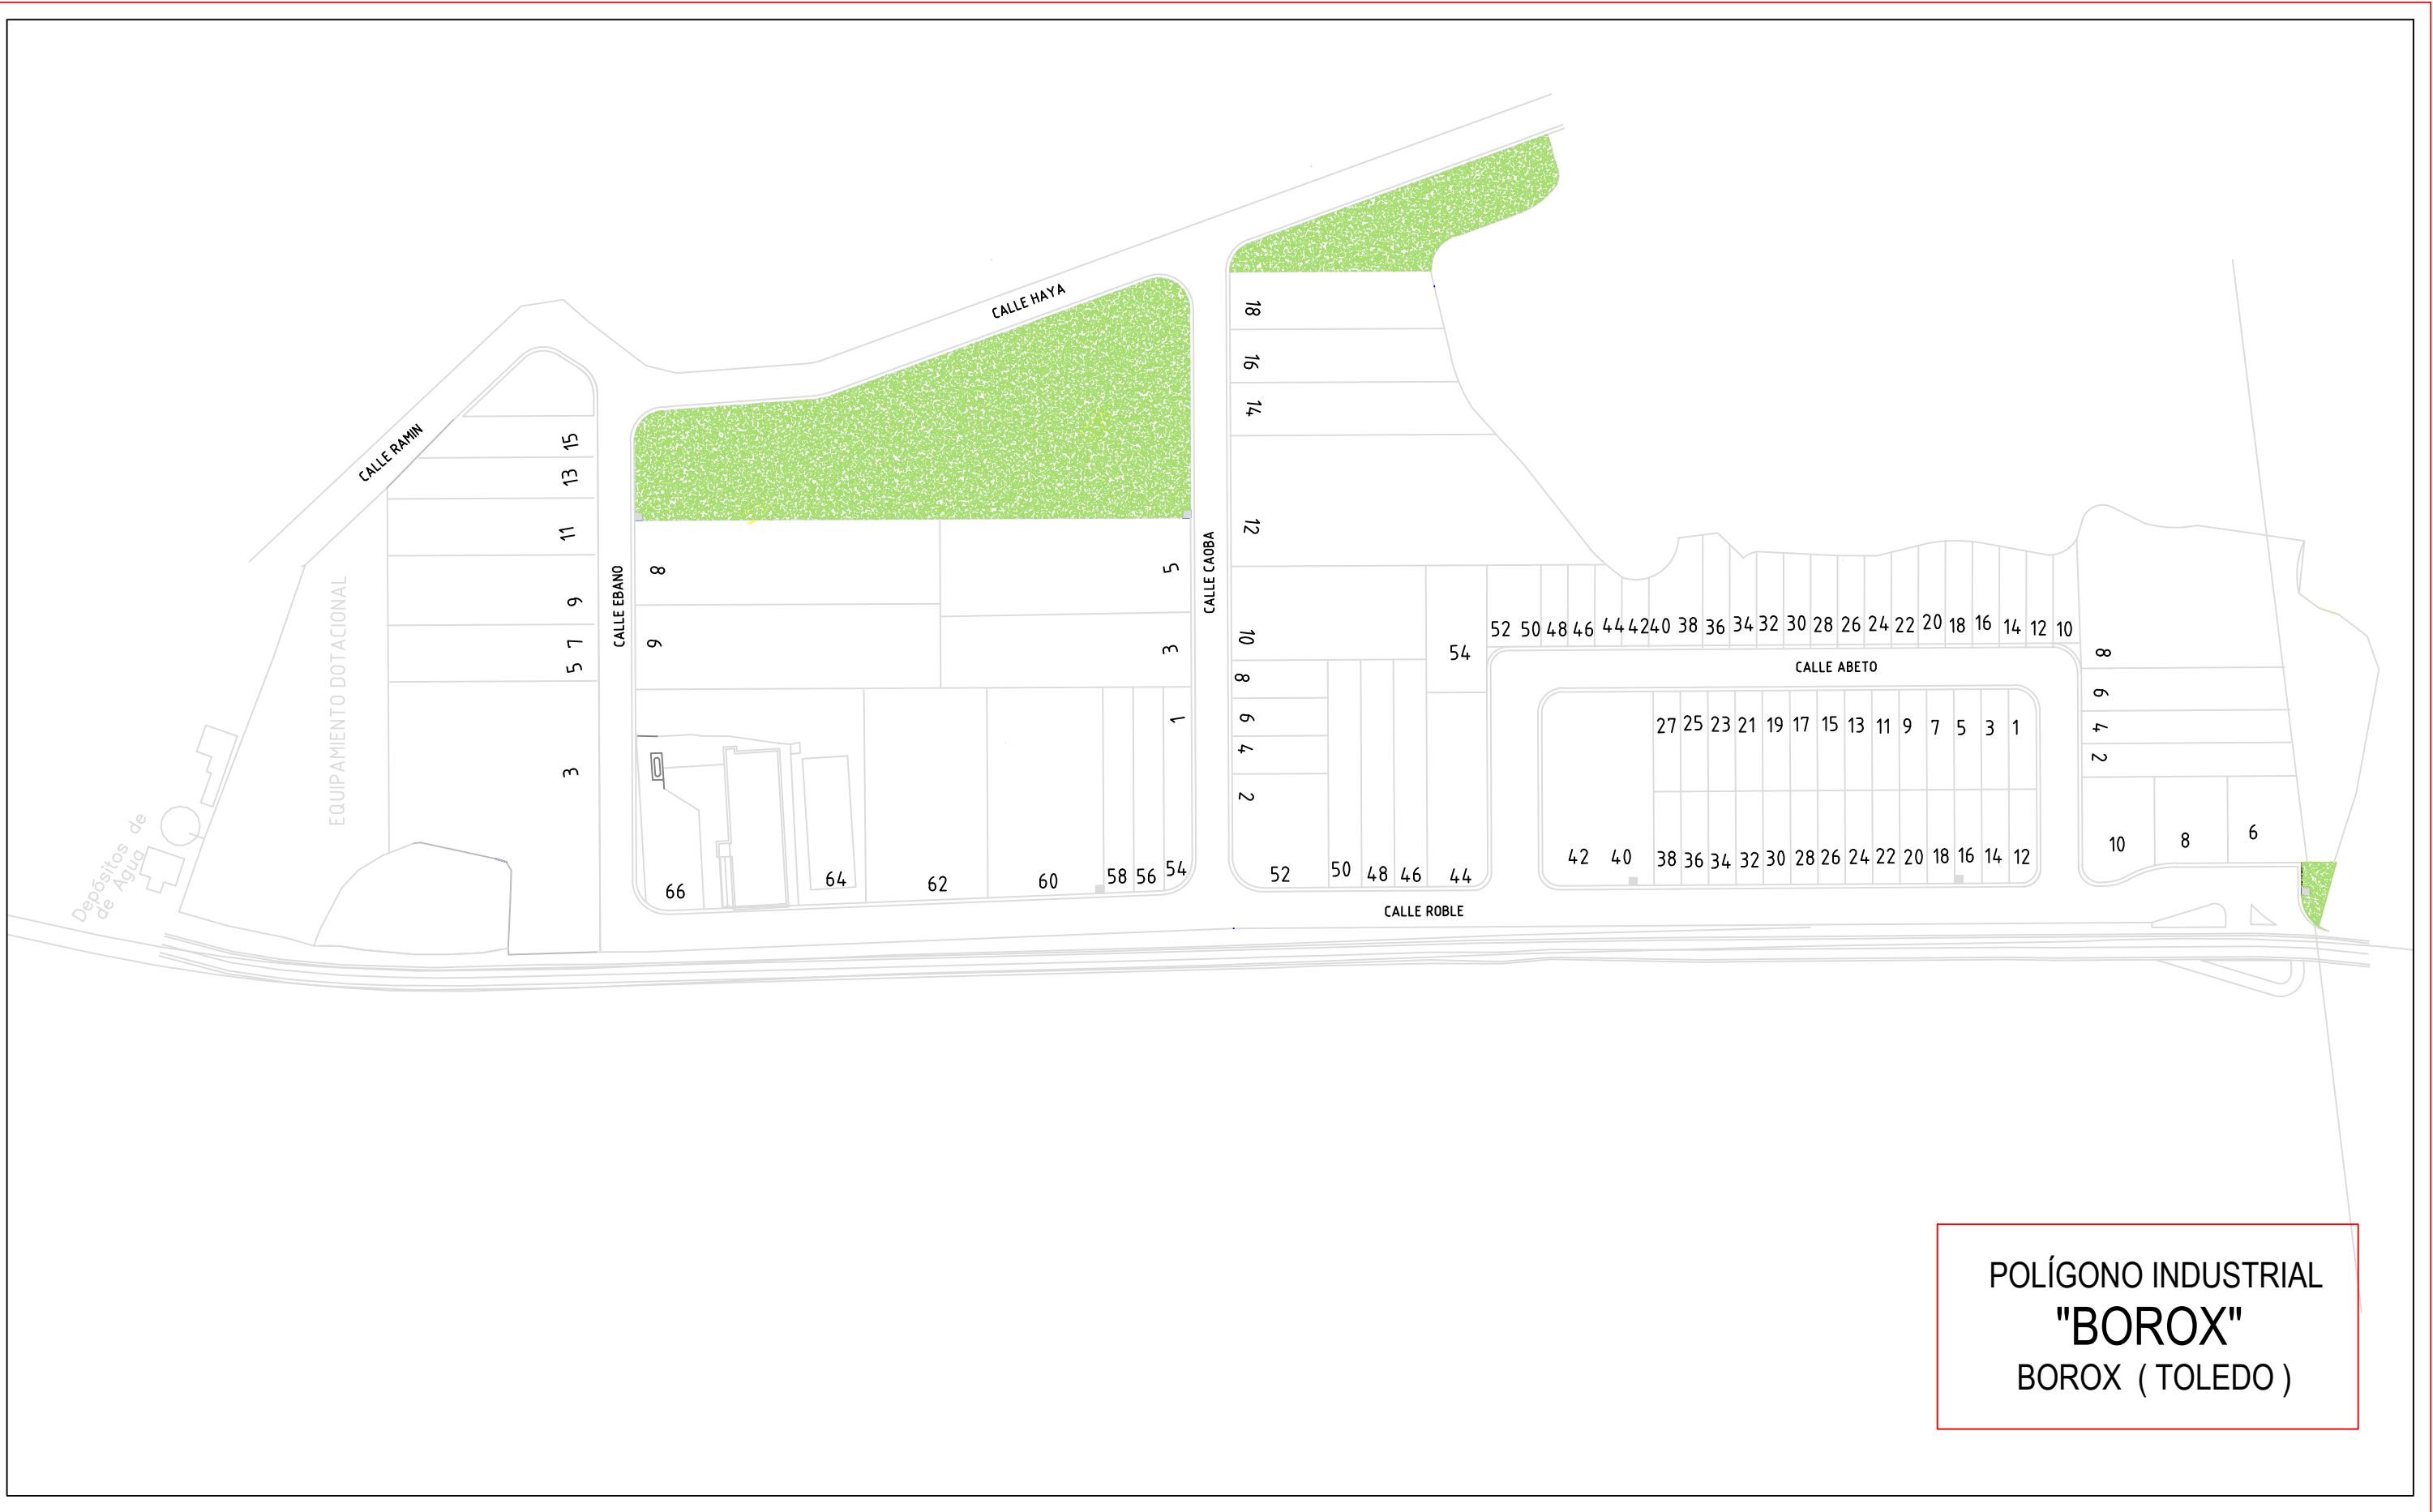 CALLE HAYA
CALLE RAMIN
CALLE EBANO
CALLE CAOBA
EQUIPAMIENTO DOTACIONAL
Depósitos de
de Agua
15
13
11
9
7
5
3
8
6
5
3
1
66
64
62
60
58
56
54
18
16
14
12
10
8
6
4
2
52
50
48
46
44
54
52 50 48 46 44 42 40 38 36 34 32 30 28 26 24 22 20 18 16 14 12 10
CALLE ABETO
27 25 23 21 19 17 15 13 11 9 7 5 3 1
42 40 38 36 34 32 30 28 26 24 22 20 18 16 14 12
8
6
4
2
10 8 6
CALLE ROBLE
POLÍGONO INDUSTRIAL
"BOROX"
BOROX ( TOLEDO )